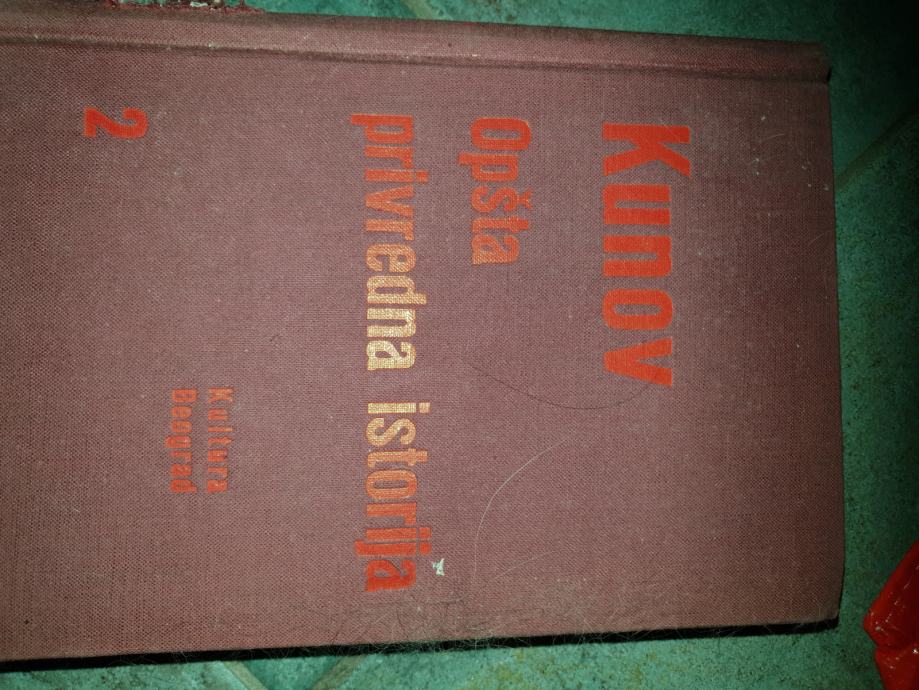 Kunov
Opšta
privredna istorija
Kultura
Beograd
2